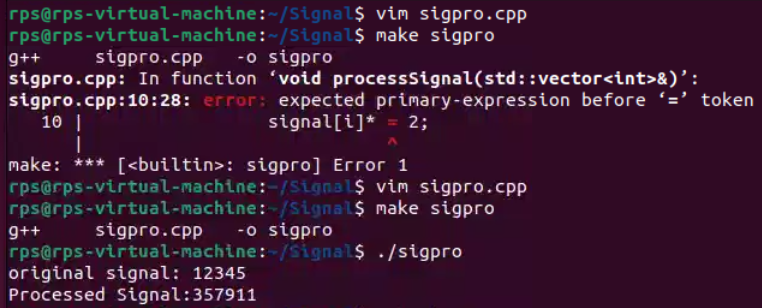 rps@rps-virtual-machine:~/Signal$ vim sigpro.cpp
rps@rps-virtual-machine:~/Signal$ make sigpro
g++     sigpro.cpp   -o sigpro
sigpro.cpp: In function ‘void processSignal(std::vector<int>&)’:
sigpro.cpp:10:28: error: expected primary-expression before ‘=’ token
   10 |                 signal[i]* = 2;
      |                            ^
make: *** [<builtin>: sigpro] Error 1
rps@rps-virtual-machine:~/Signal$ vim sigpro.cpp
rps@rps-virtual-machine:~/Signal$ make sigpro
g++     sigpro.cpp   -o sigpro
rps@rps-virtual-machine:~/Signal$ ./sigpro
original signal: 12345
Processed Signal:357911